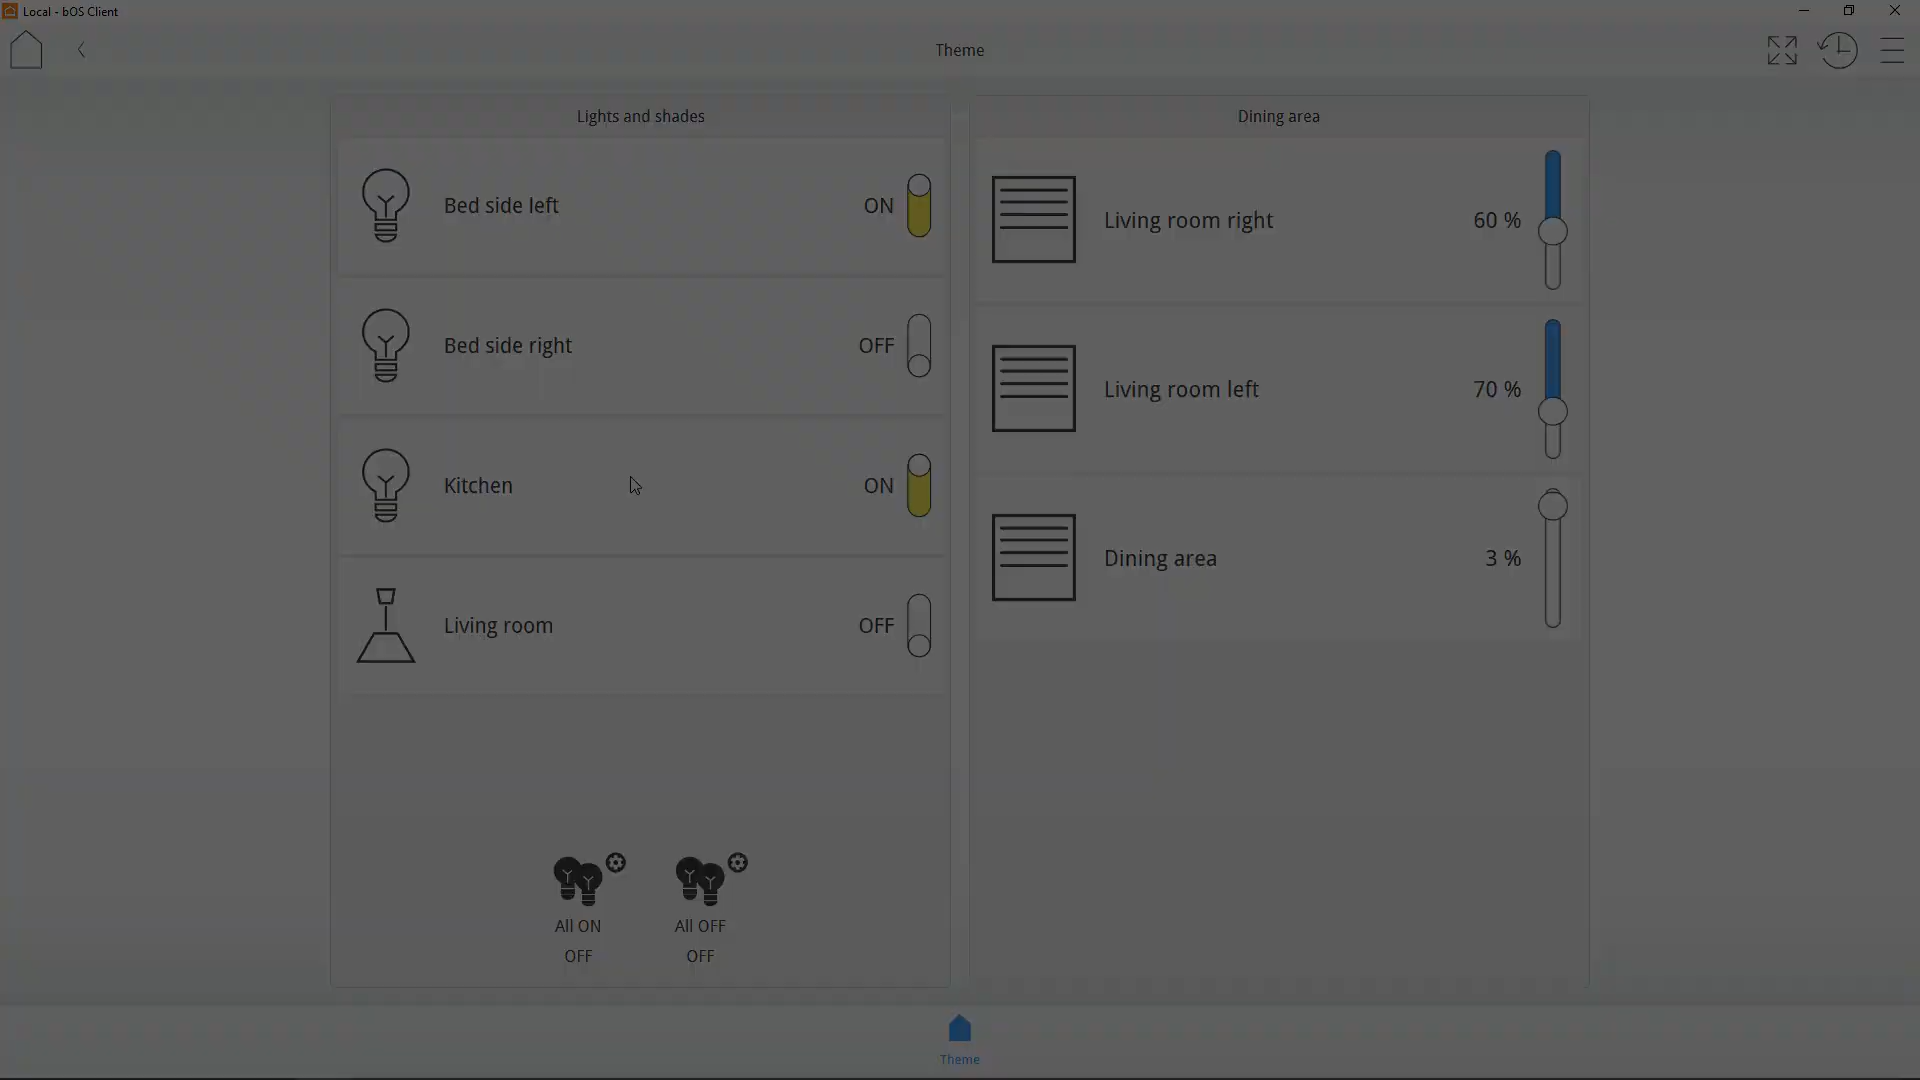 Local - bOS Client
Theme
Lights and shades
Bed side left
ON
Bed side right
OFF
Kitchen
ON
Living room
OFF
All ON
OFF
All OFF
OFF
Dining area
Living room right
60 %
Living room left
70 %
Dining area
3 %
Theme